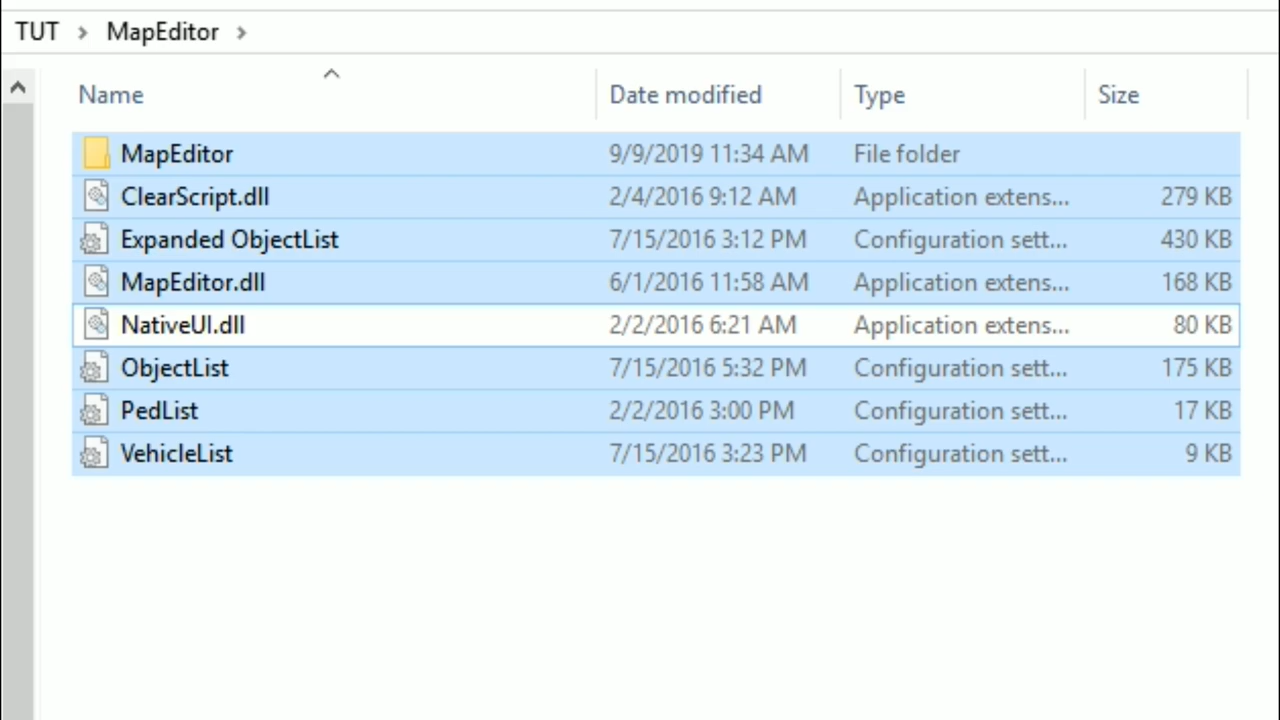 TUT > MapEditor >
Name Date modified Type Size
MapEditor 9/9/2019 11:34 AM File folder
ClearScript.dll 2/4/2016 9:12 AM Application extens... 279 KB
Expanded ObjectList 7/15/2016 3:12 PM Configuration sett... 430 KB
MapEditor.dll 6/1/2016 11:58 AM Application extens... 168 KB
NativeUI.dll 2/2/2016 6:21 AM Application extens... 80 KB
ObjectList 7/15/2016 5:32 PM Configuration sett... 175 KB
PedList 2/2/2016 3:00 PM Configuration sett... 17 KB
VehicleList 7/15/2016 3:23 PM Configuration sett... 9 KB